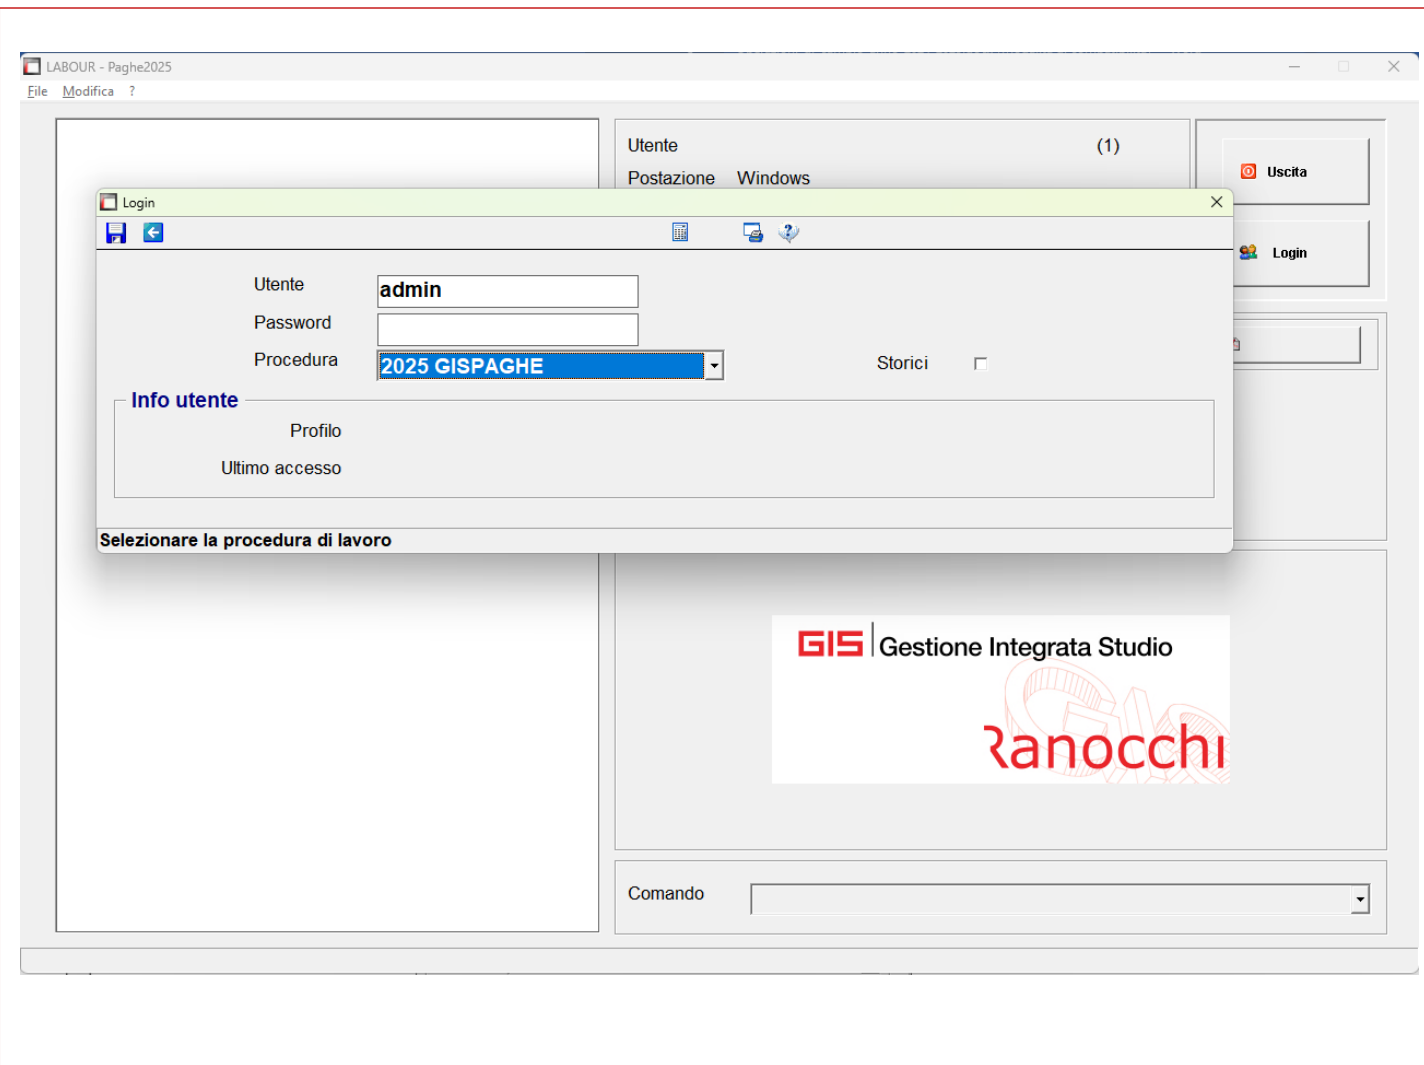 LABOUR - Paghe2025
File Modifica ?
Utente (1)
Postazione Windows
Uscita
Login
Login
Utente admin
Password
Procedura 2025 GISPAGHE Storici
Info utente
Profilo
Ultimo accesso
Selezionare la procedura di lavoro
GIS Gestione Integrata Studio
Ranocchi
Comando